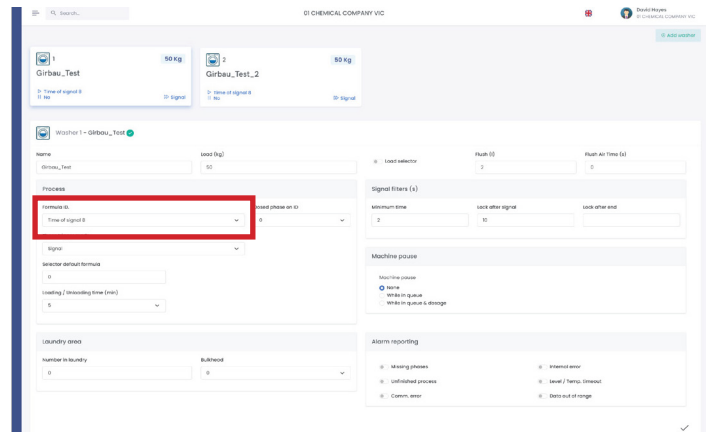 Search...
01 CHEMICAL COMPANY VIC
David Hayes
01 CHEMICAL COMPANY VIC
Add washer
1
50 Kg
Girbau_Test
Time of signal 8
No
Signal
2
50 Kg
Girbau_Test_2
Time of signal 8
No
Signal
Washer 1 - Girbau_Test
Name
Load (kg)
Load selector
Flush (l)
Flush Air Time (s)
Girbau_Test
50
2
0
Process
Signal filters (s)
Formula ID.
losed phase on ID
Minimum time
Lock after signal
Lock after end
Time of signal 8
0
10
Signal
Machine pause
Selector default formula
0
Machine pause
None
While in queue
While in queue & dosage
Loading / Unloading time (min)
5
Laundry area
Alarm reporting
Number in laundry
Bulkhead
0
0
Missing phases
Internal error
Unfinished process
Level / Temp. timeout
Comm. error
Data out of range